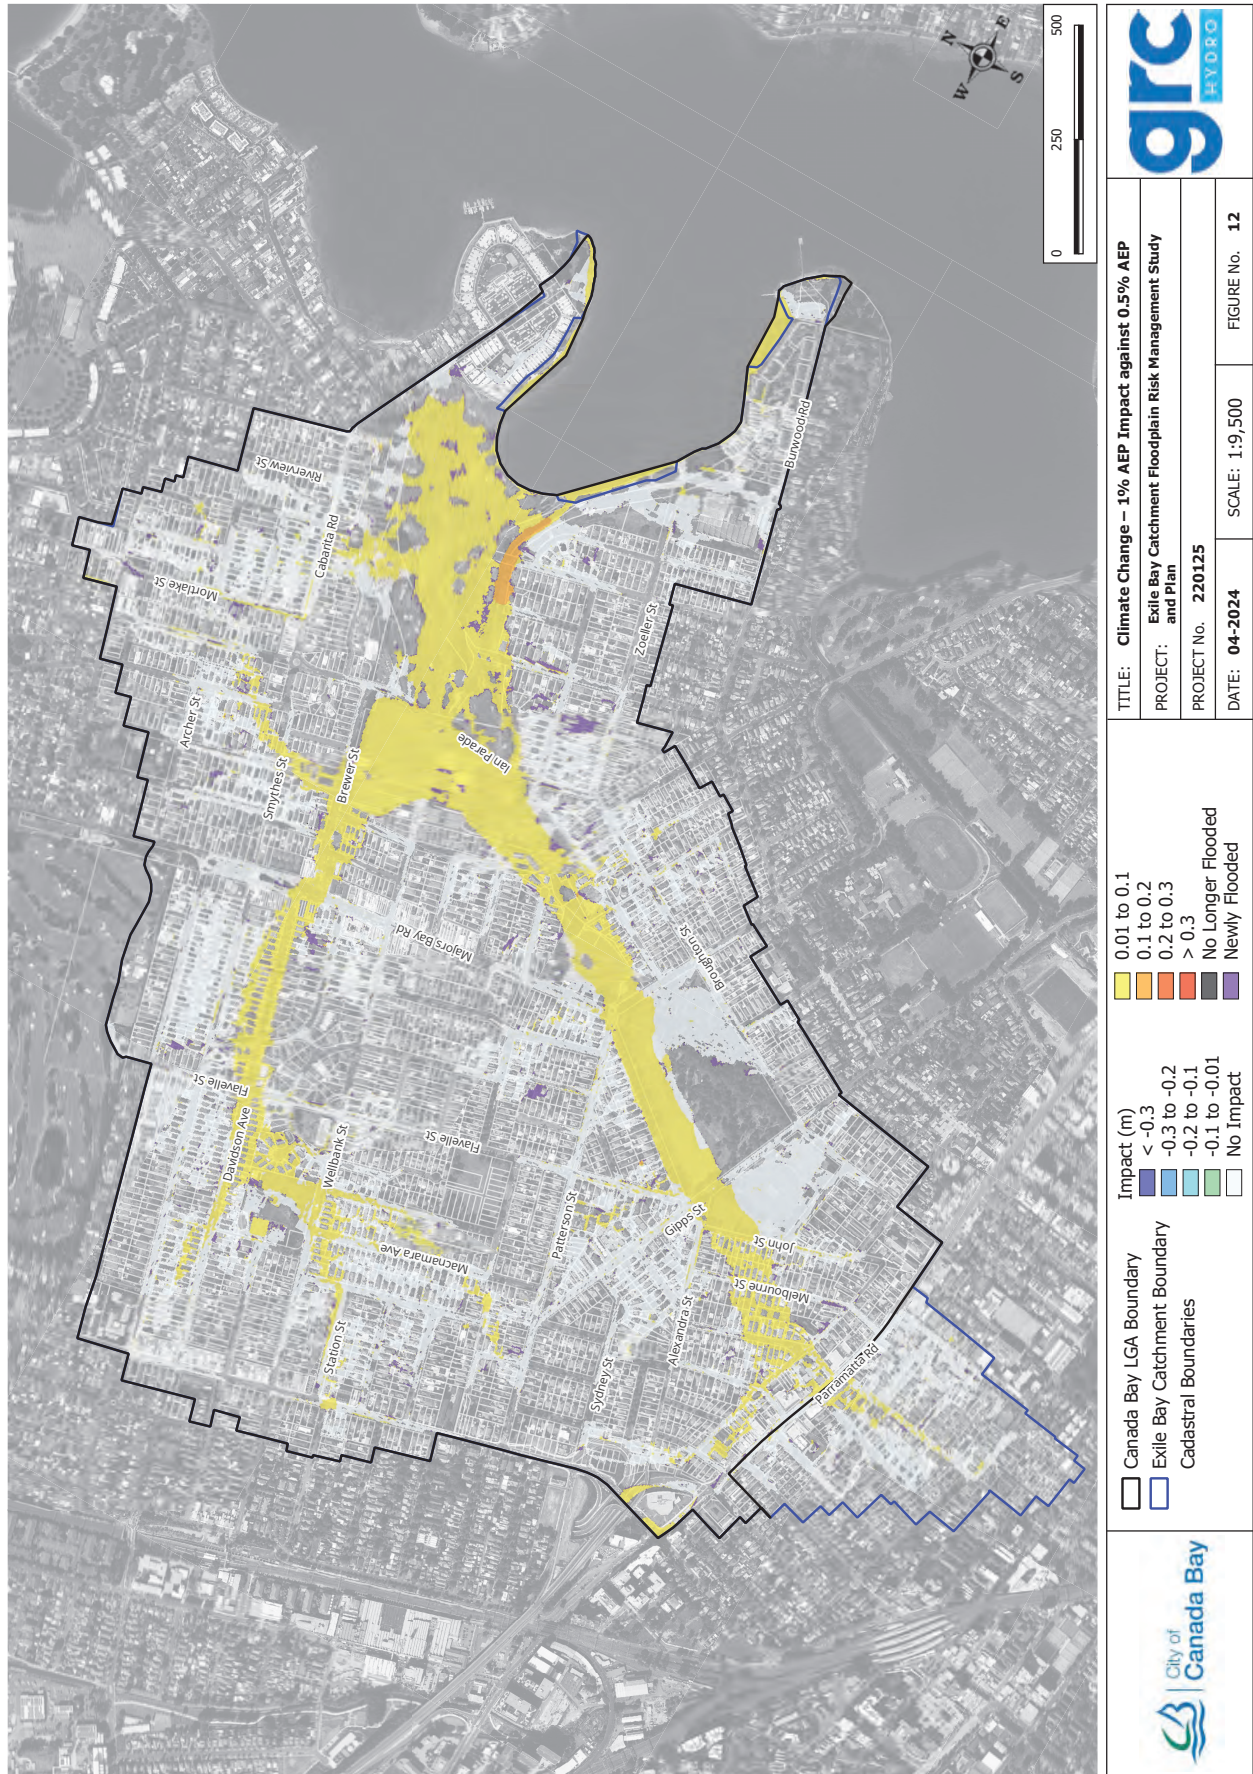 Riverview St
Mortlake St
Cabarita Rd
Archer St
Smythes St
Brewer St
Ian Parade
Zoeller St
Burwood Rd
Majors Bay Rd
Broughton St
Flavelle St
Davidson Ave
Wellbank St
Flavelle St
Macnamara Ave
Station St
Patterson St
Gipps St
John St
Melbourne St
Alexandra St
Sydney St
Parramatta Rd
N
E
S
W
0 250 500
City of
Canada Bay
Canada Bay LGA Boundary
Exile Bay Catchment Boundary
Cadastral Boundaries
Impact (m)
< -0.3
-0.3 to -0.2
-0.2 to -0.1
-0.1 to -0.01
No Impact
0.01 to 0.1
0.1 to 0.2
0.2 to 0.3
> 0.3
No Longer Flooded
Newly Flooded
TITLE: Climate Change – 1% AEP Impact against 0.5% AEP
PROJECT: Exile Bay Catchment Floodplain Risk Management Study
and Plan
PROJECT No. 220125
DATE: 04-2024 SCALE: 1:9,500 FIGURE No. 12
grc
HYDRO